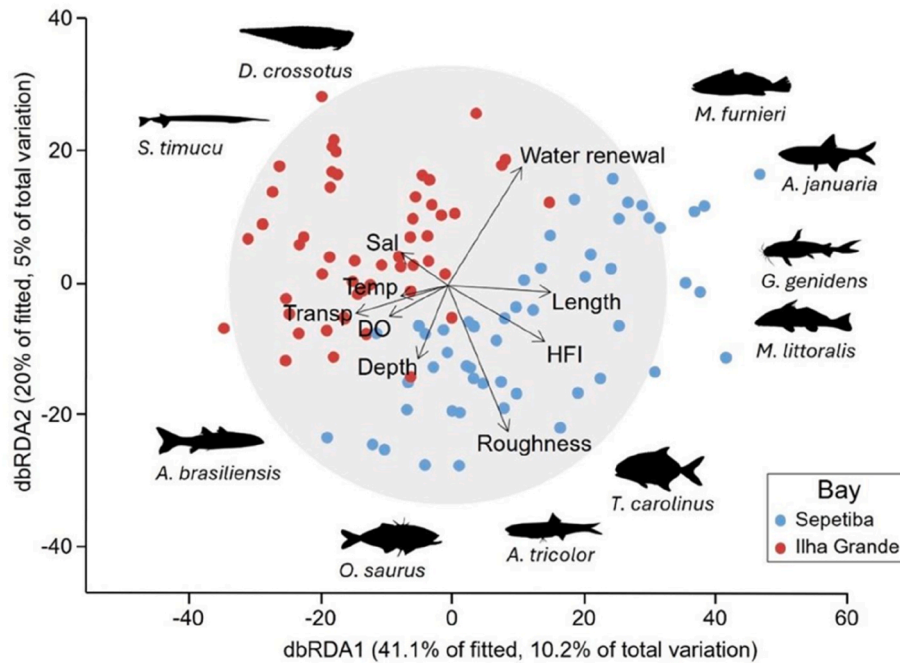 40
20
0
-20
-40
dbRDA2 (20% of fitted, 5% of total variation)
D. crossotus
S. timucu
M. furnieri
A. januaria
G. genidens
M. littoralis
T. carolinus
A. tricolor
O. saurus
A. brasiliensis
Water renewal
Sal
Temp
Transp
DO
Depth
Length
HFI
Roughness
Bay
Sepetiba
Ilha Grande
-40
-20
0
20
40
60
dbRDA1 (41.1% of fitted, 10.2% of total variation)